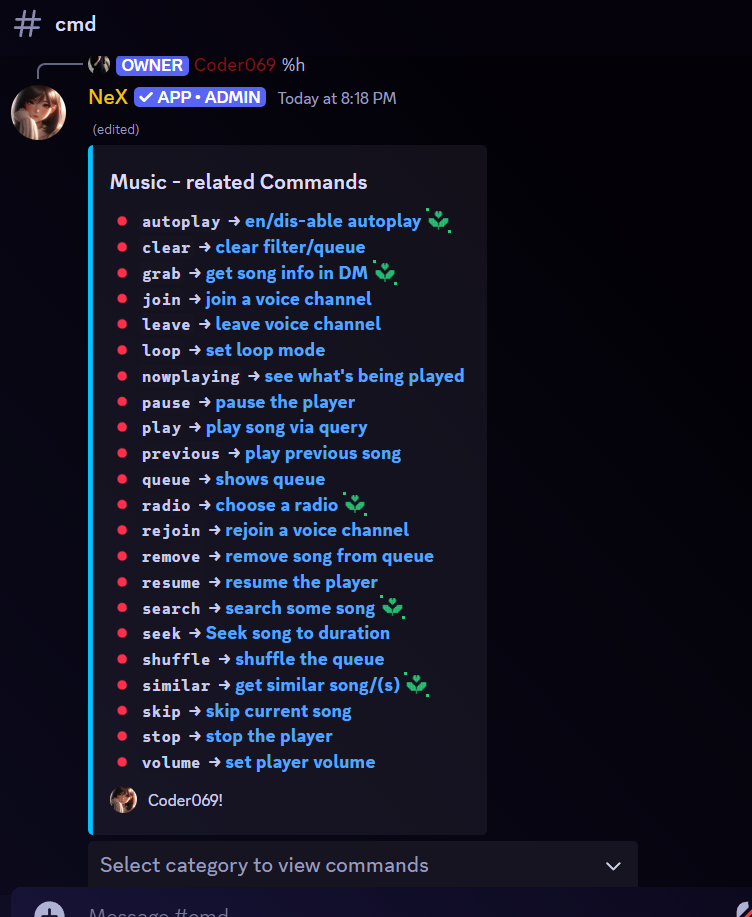 cmd
OWNER Coder069 %h
NeX ✓ APP • ADMIN Today at 8:18 PM
(edited)
Music - related Commands
autoplay → en/dis-able autoplay
clear → clear filter/queue
grab → get song info in DM
join → join a voice channel
leave → leave voice channel
loop → set loop mode
nowplaying → see what's being played
pause → pause the player
play → play song via query
previous → play previous song
queue → shows queue
radio → choose a radio
rejoin → rejoin a voice channel
remove → remove song from queue
resume → resume the player
search → search some song
seek → Seek song to duration
shuffle → shuffle the queue
similar → get similar song/(s)
skip → skip current song
stop → stop the player
volume → set player volume
Coder069!
Select category to view commands
Message #cmd